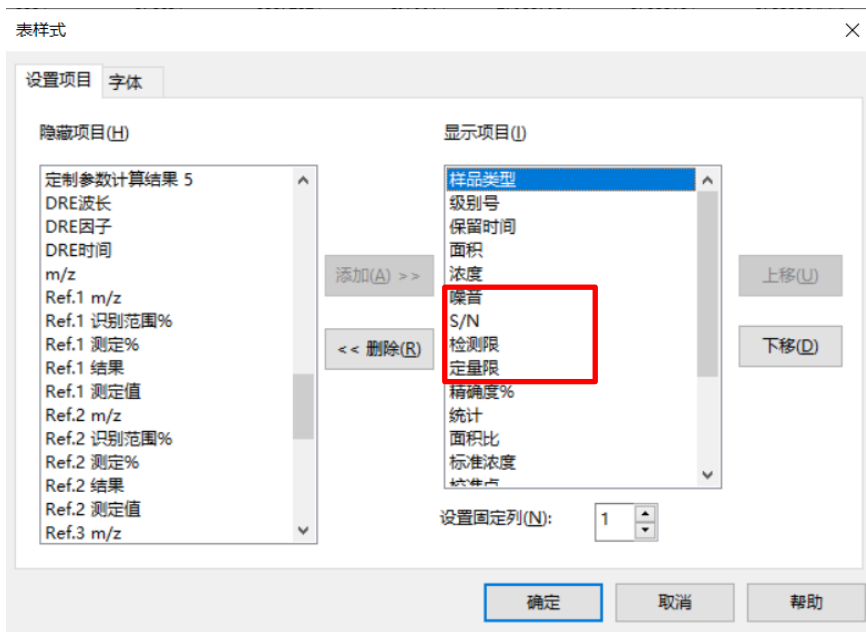 表样式
设置项目
字体
隐藏项目(H)
定制参数计算结果 5
DRE波长
DRE因子
DRE时间
m/z
Ref.1 m/z
Ref.1 识别范围%
Ref.1 测定%
Ref.1 结果
Ref.1 测定值
Ref.2 m/z
Ref.2 识别范围%
Ref.2 测定%
Ref.2 结果
Ref.2 测定值
Ref.3 m/z
添加(A) >>
<< 删除(R)
显示项目(I)
样品类型
级别号
保留时间
面积
浓度
噪音
S/N
检测限
定量限
精确度%
统计
面积比
标准浓度
校准点
上移(U)
下移(D)
设置固定列(N):
1
确定
取消
帮助